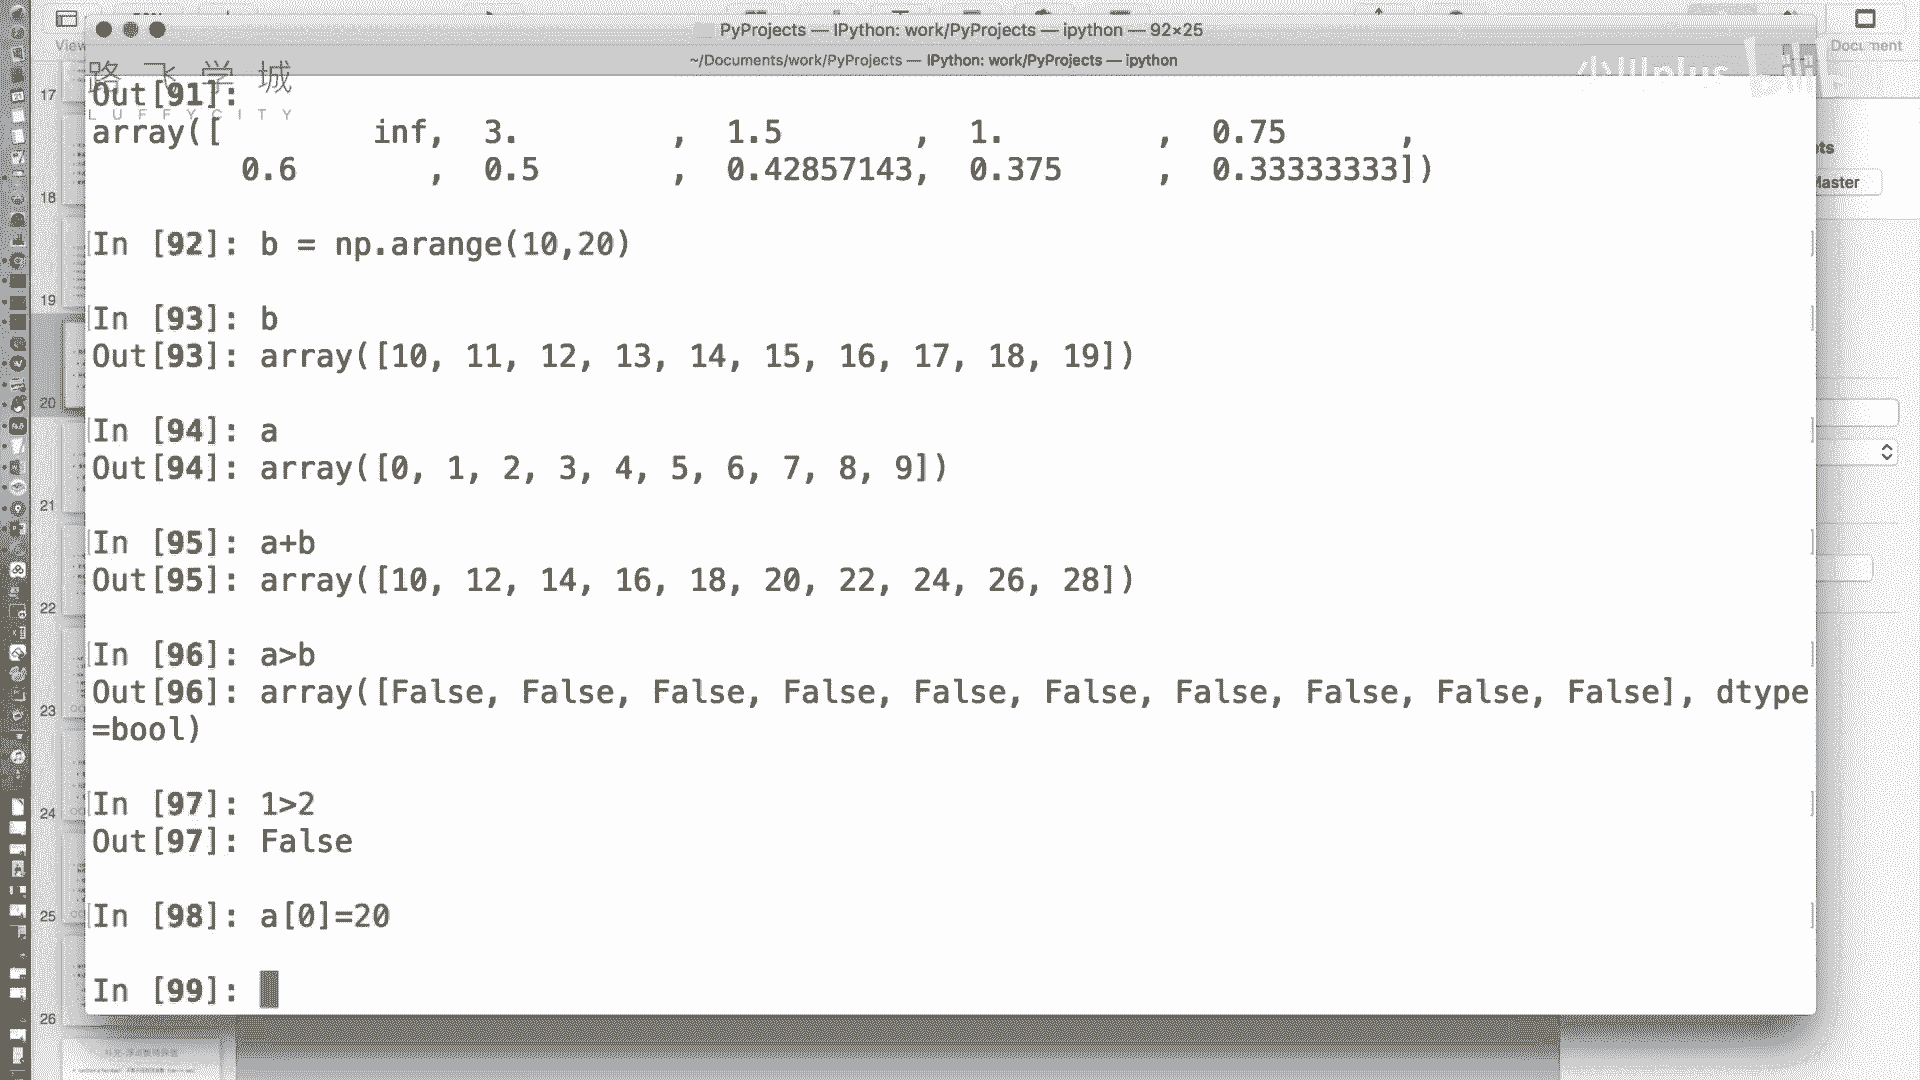 PyProjects — IPython: work/PyProjects — ipython — 92×25
~/Documents/work/PyProjects — IPython: work/PyProjects — ipython
View
Document
路飞学城
LUFFYCITY
Out[91]:
array([        inf,  3.        ,  1.5       ,  1.        ,  0.75      ,
        0.6       ,  0.5       ,  0.42857143,  0.375     ,  0.33333333])
In [92]: b = np.arange(10,20)
In [93]: b
Out[93]: array([10, 11, 12, 13, 14, 15, 16, 17, 18, 19])
In [94]: a
Out[94]: array([0, 1, 2, 3, 4, 5, 6, 7, 8, 9])
In [95]: a+b
Out[95]: array([10, 12, 14, 16, 18, 20, 22, 24, 26, 28])
In [96]: a>b
Out[96]: array([False, False, False, False, False, False, False, False, False, False], dtype
=bool)
In [97]: 1>2
Out[97]: False
In [98]: a[0]=20
In [99]:
17
18
19
20
21
22
23
24
25
26